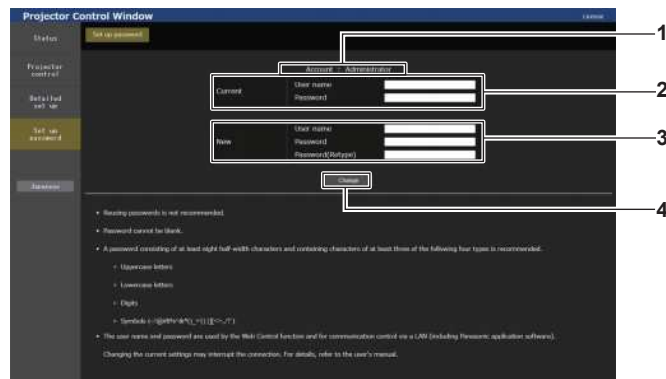 Projector Control Window
License
Status
Set up password
1
Account : Administrator
Projector
control
2
Current
User name
Password
Detailed
set up
3
New
User name
Password
Password(Retype)
Set up
password
Change
4
Japanese
• Reusing passwords is not recommended.
• Password cannot be blank.
• A password consisting of at least eight half-width characters and containing characters of at least three of the following four types is recommended.
Uppercase letters
Lowercase letters
Digits
Symbols
• The user name and password are used by the Web Control function and for communication control via a LAN (including Panasonic application software).
Changing the current settings may interrupt the connection. For details, refer to the user's manual.